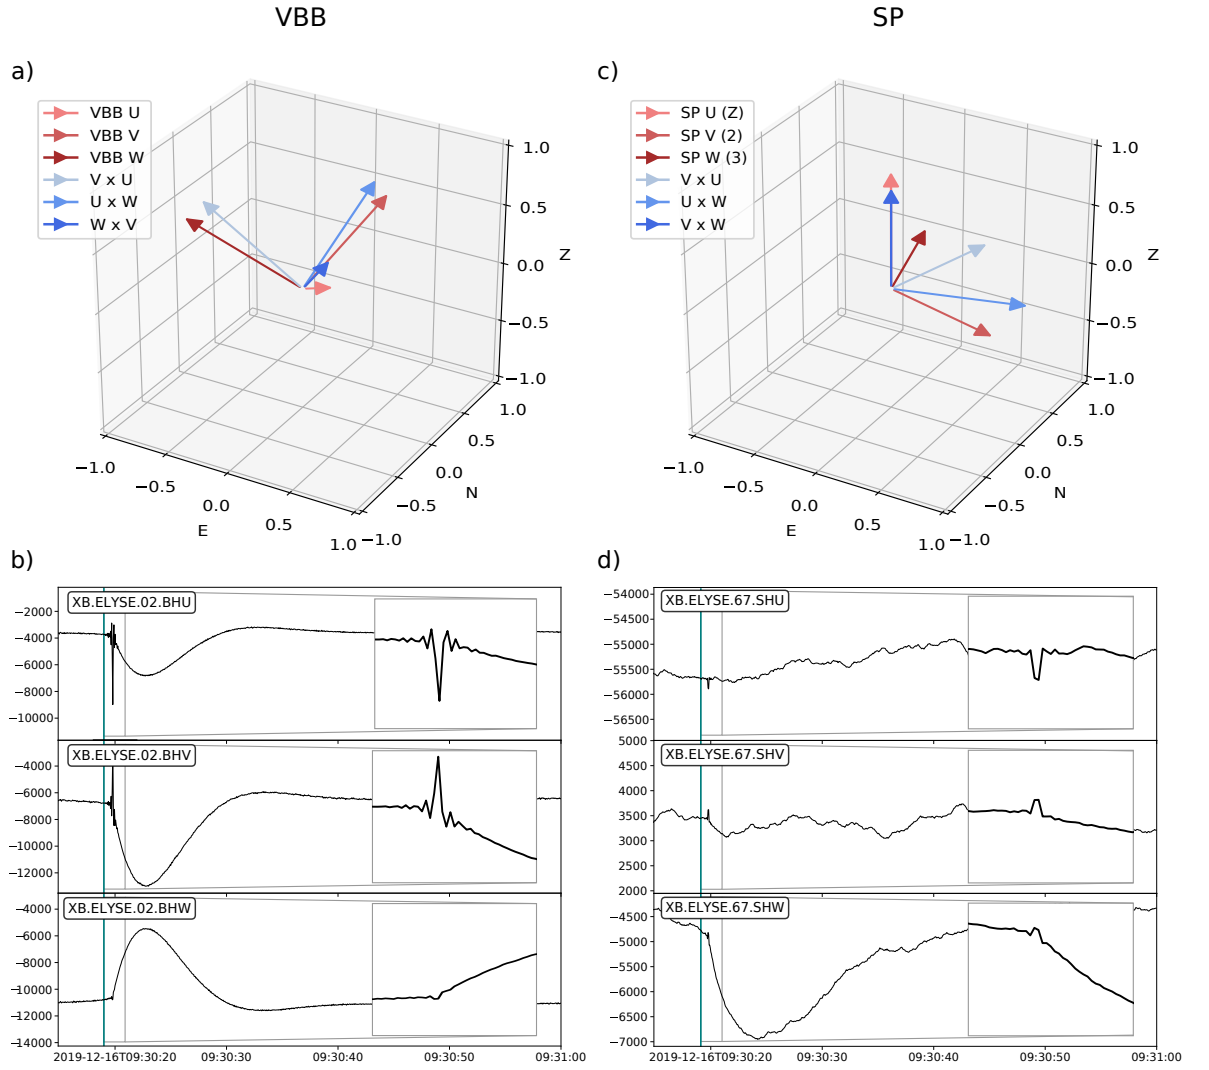 VBB
SP
a)
VBB U
VBB V
VBB W
V x U
U x W
W x V
1.0
0.5
0.0
−0.5
−1.0
Z
−1.0
−0.5
0.0
0.5
1.0
E
−1.0
−0.5
0.0
0.5
1.0
N
c)
SP U (Z)
SP V (2)
SP W (3)
V x U
U x W
V x W
1.0
0.5
0.0
−0.5
−1.0
Z
−1.0
−0.5
0.0
0.5
1.0
E
−1.0
−0.5
0.0
0.5
1.0
N
b)
XB.ELYSE.02.BHU
−2000
−4000
−6000
−8000
−10000
XB.ELYSE.02.BHV
−4000
−6000
−8000
−10000
−12000
XB.ELYSE.02.BHW
−4000
−6000
−8000
−10000
−12000
−14000
2019-12-16T09:30:20
09:30:30
09:30:40
09:30:50
09:31:00
d)
XB.ELYSE.67.SHU
−54000
−54500
−55000
−55500
−56000
−56500
XB.ELYSE.67.SHV
5000
4500
4000
3500
3000
2500
2000
XB.ELYSE.67.SHW
−4500
−5000
−5500
−6000
−6500
−7000
2019-12-16T09:30:20
09:30:30
09:30:40
09:30:50
09:31:00